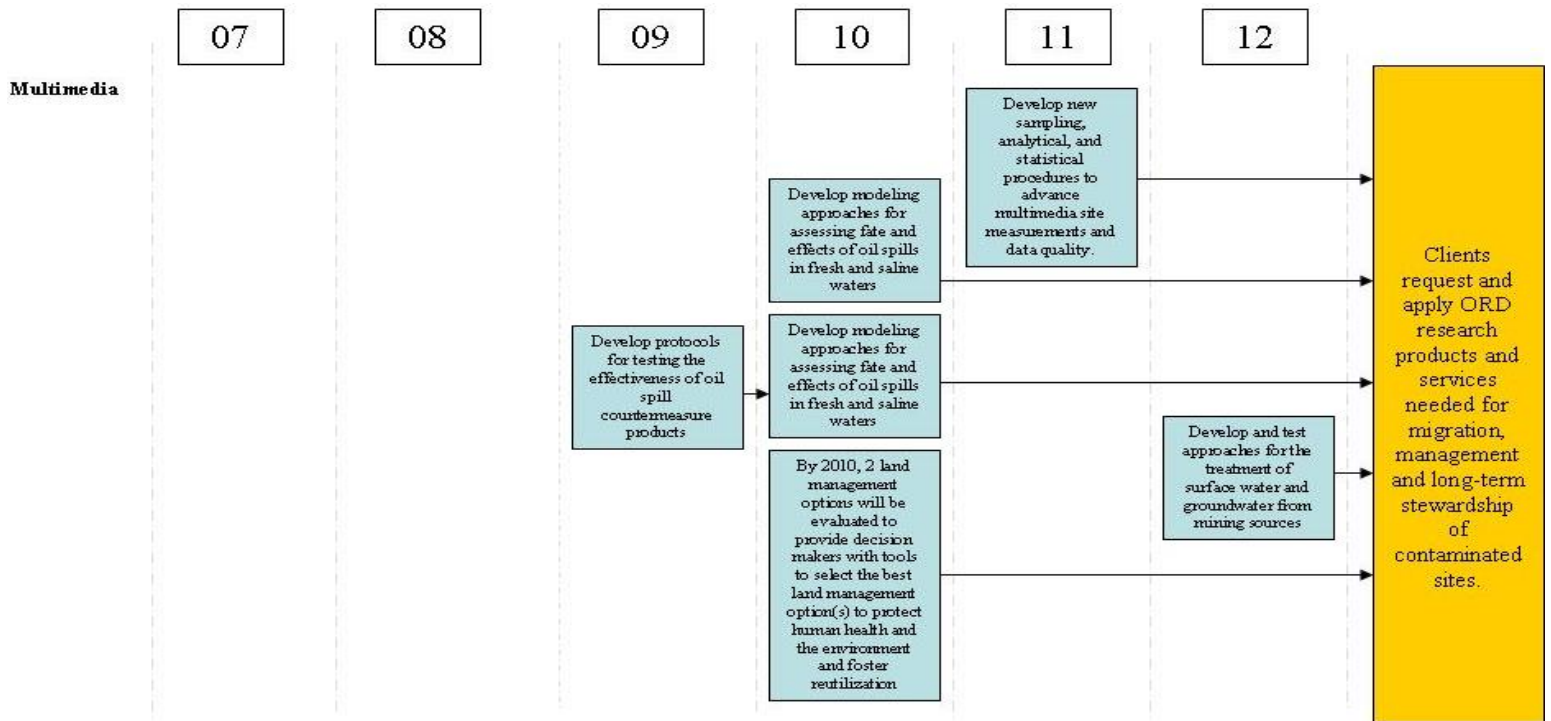 07
08
09
10
11
12
Multimedia
Develop new
sampling,
analytical, and
statistical
procedures to
advance
multimedia site
measurements and
data quality.
Develop modeling
approaches for
assessing fate and
effects of oil spills
in fresh and saline
waters
Develop protocols
for testing the
effectiveness of oil
spill
countermeasure
products
Develop modeling
approaches for
assessing fate and
effects of oil spills
in fresh and saline
waters
Develop and test
approaches for the
treatment of
surface water and
groundwater from
mining sources
By 2010, 2 land
management
options will be
evaluated to
provide decision
makers with tools
to select the best
land management
option(s) to protect
human health and
the environment
and foster
reutilization
Clients
request and
apply ORD
research
products and
services
needed for
migration,
management
and long-term
stewardship
of
contaminated
sites.